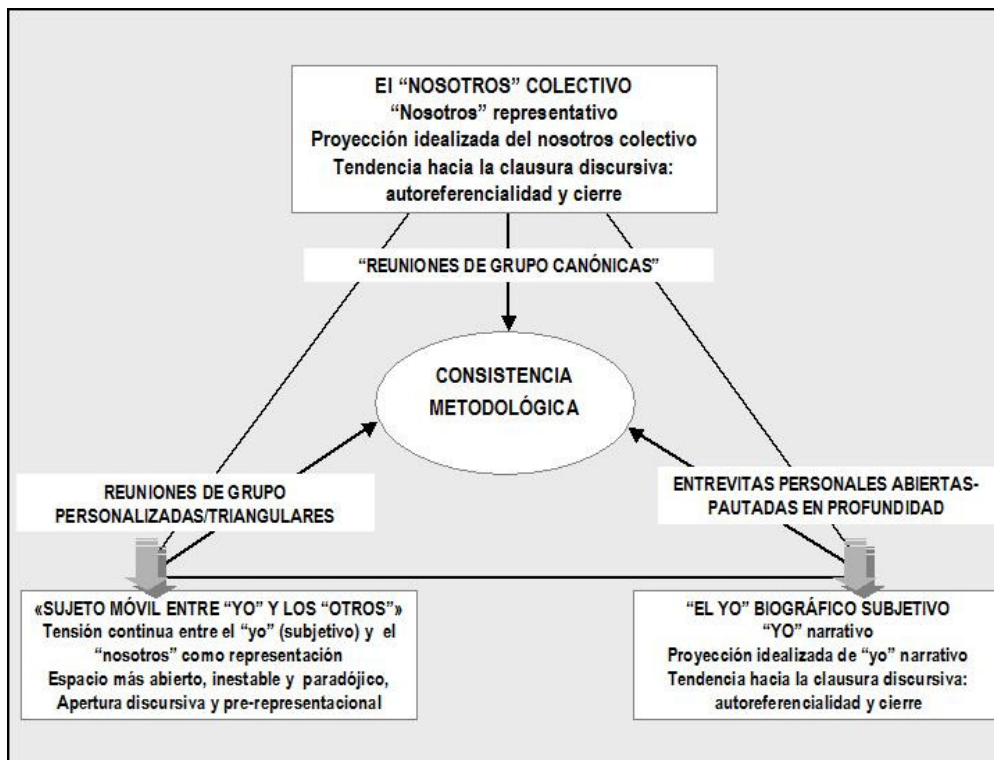 El “NOSOTROS” COLECTIVO
“Nosotros” representativo
Proyección idealizada del nosotros colectivo
Tendencia hacia la clausura discursiva:
autoreferencialidad y cierre
“REUNIONES DE GRUPO CANÓNICAS”
CONSISTENCIA
METODOLÓGICA
REUNIONES DE GRUPO
PERSONALIZADAS/TRIANGULARES
ENTREVITAS PERSONALES ABIERTAS-
PAUTADAS EN PROFUNDIDAD
«SUJETO MÓVIL ENTRE “YO” Y LOS “OTROS”»
Tensión continua entre el “yo” (subjetivo) y el
“nosotros” como representación
Espacio más abierto, inestable y paradójico,
Apertura discursiva y pre-representacional
“EL YO” BIOGRÁFICO SUBJETIVO
“YO” narrativo
Proyección idealizada de “yo” narrativo
Tendencia hacia la clausura discursiva:
autoreferencialidad y cierre